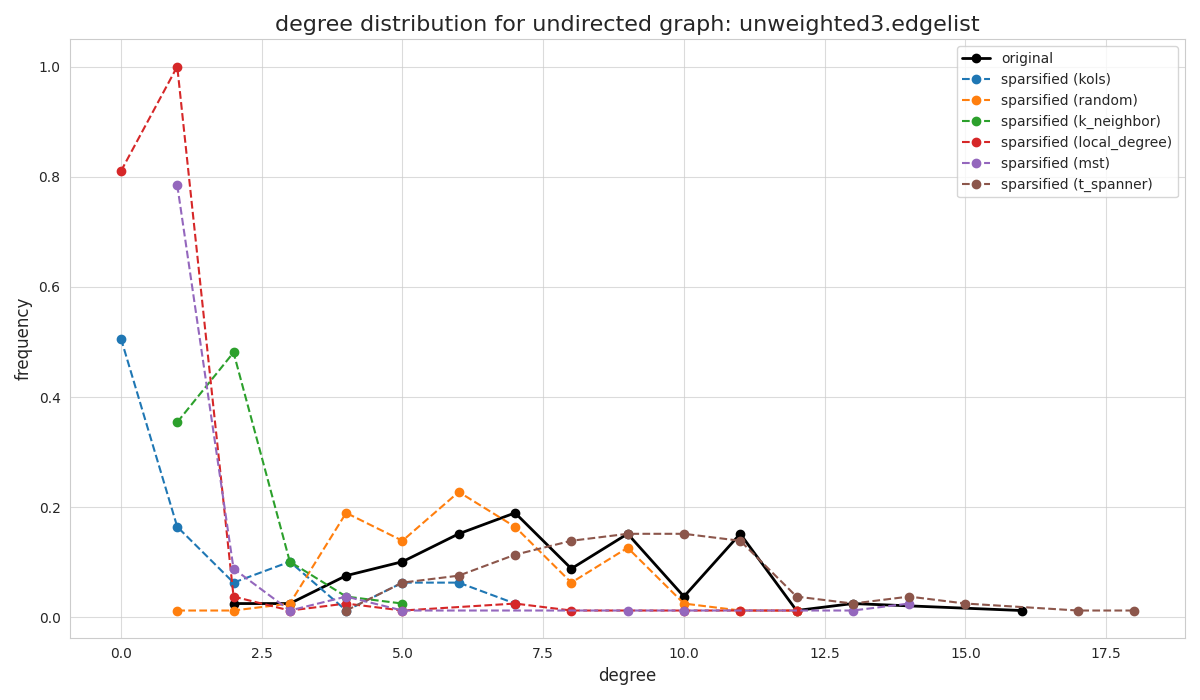 degree distribution for undirected graph: unweighted3.edgelist
original
sparsified (kols)
sparsified (random)
sparsified (k_neighbor)
sparsified (local_degree)
sparsified (mst)
sparsified (t_spanner)
frequency
1.0
0.8
0.6
0.4
0.2
0.0
0.0 2.5 5.0 7.5 10.0 12.5 15.0 17.5
degree